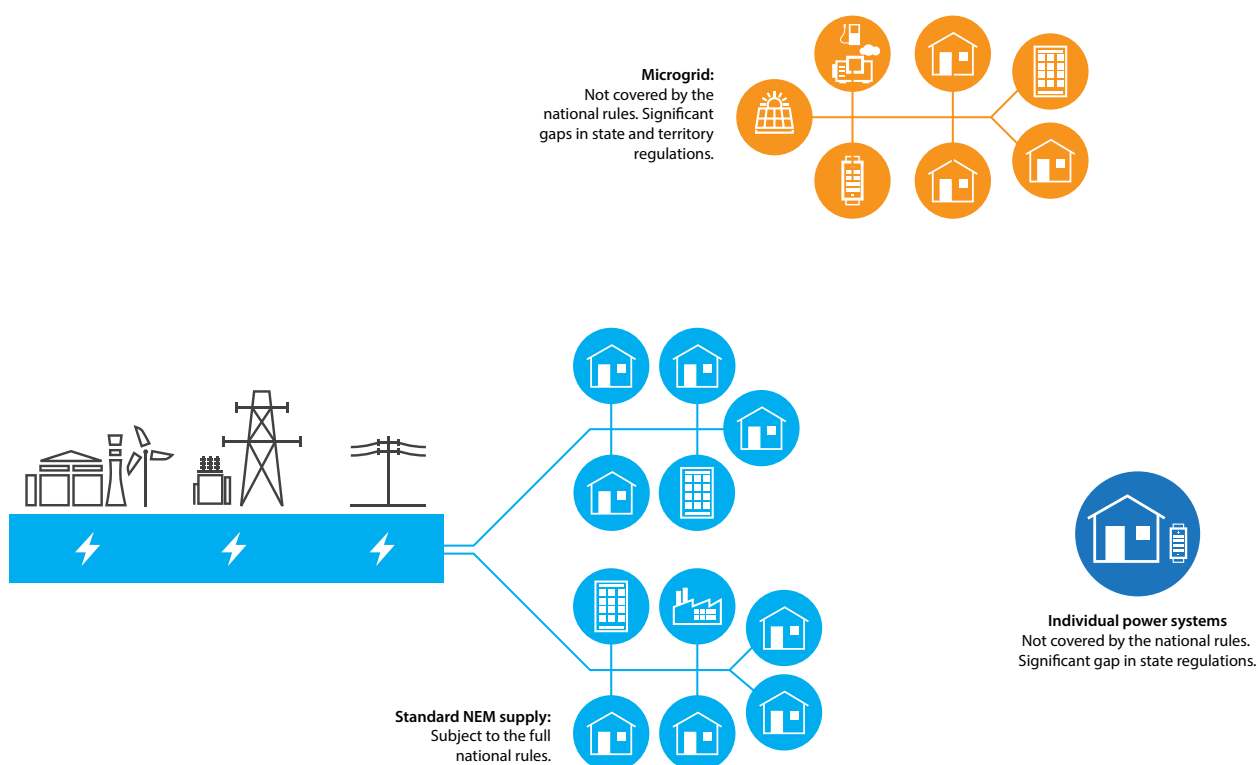 Microgrid:
Not covered by the
national rules. Significant
gaps in state and territory
regulations.
Individual power systems
Not covered by the national rules.
Significant gap in state regulations.
Standard NEM supply:
Subject to the full
national rules.